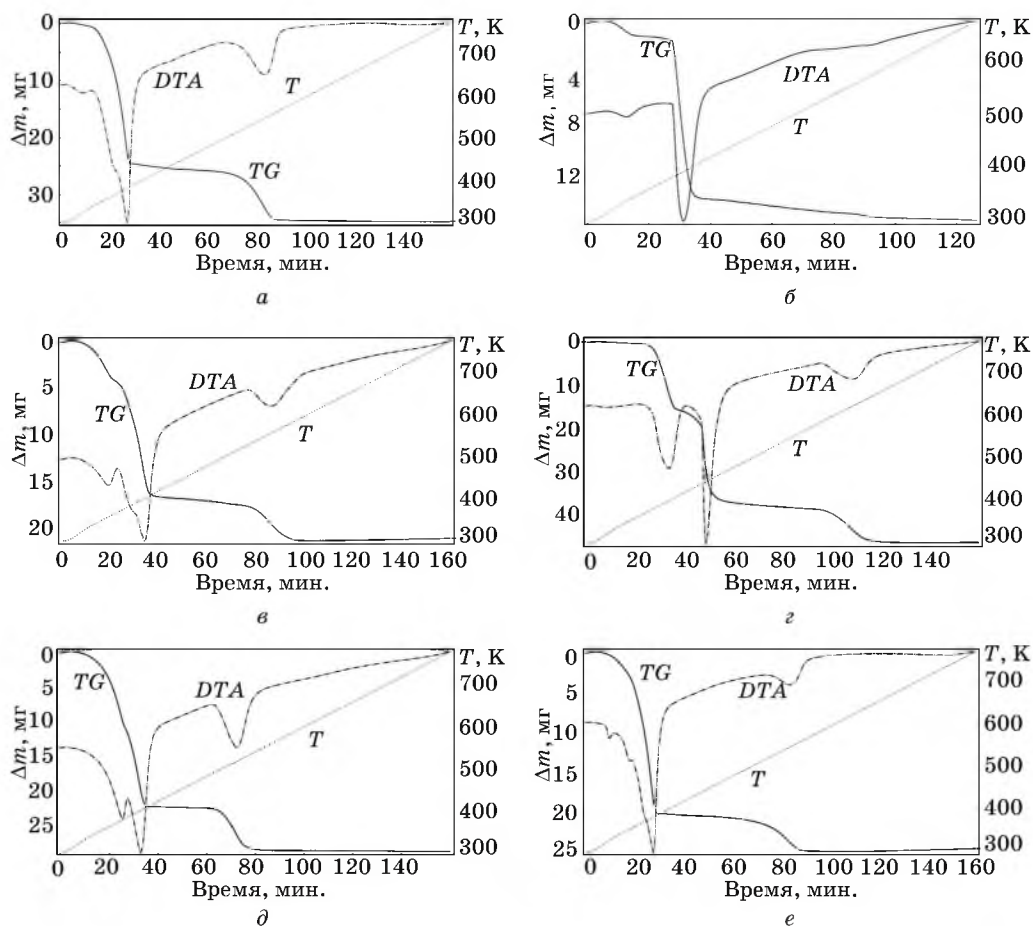 0
10
20
30
Δm, мг
DTA
T
TG
T, К
700
600
500
400
300
0 20 40 60 80 100 120 140
Время, мин.
а
0
4
8
12
Δm, мг
TG
DTA
T
T, К
600
500
400
300
0 20 40 60 80 100 120
Время, мин.
б
0
5
10
15
20
Δm, мг
TG
DTA
T
T, К
700
600
500
400
300
0 20 40 60 80 100 120 140 160
Время, мин.
в
0
10
20
30
40
Δm, мг
TG
DTA
T
T, К
700
600
500
400
300
0 20 40 60 80 100 120 140 160
Время, мин.
г
0
5
10
15
20
25
Δm, мг
TG
DTA
T
T, К
700
600
500
400
300
0 20 40 60 80 100 120 140 160
Время, мин.
д
0
5
10
15
20
25
Δm, мг
TG
DTA
T
T, К
700
600
500
400
300
0 20 40 60 80 100 120 140 160
Время, мин.
е